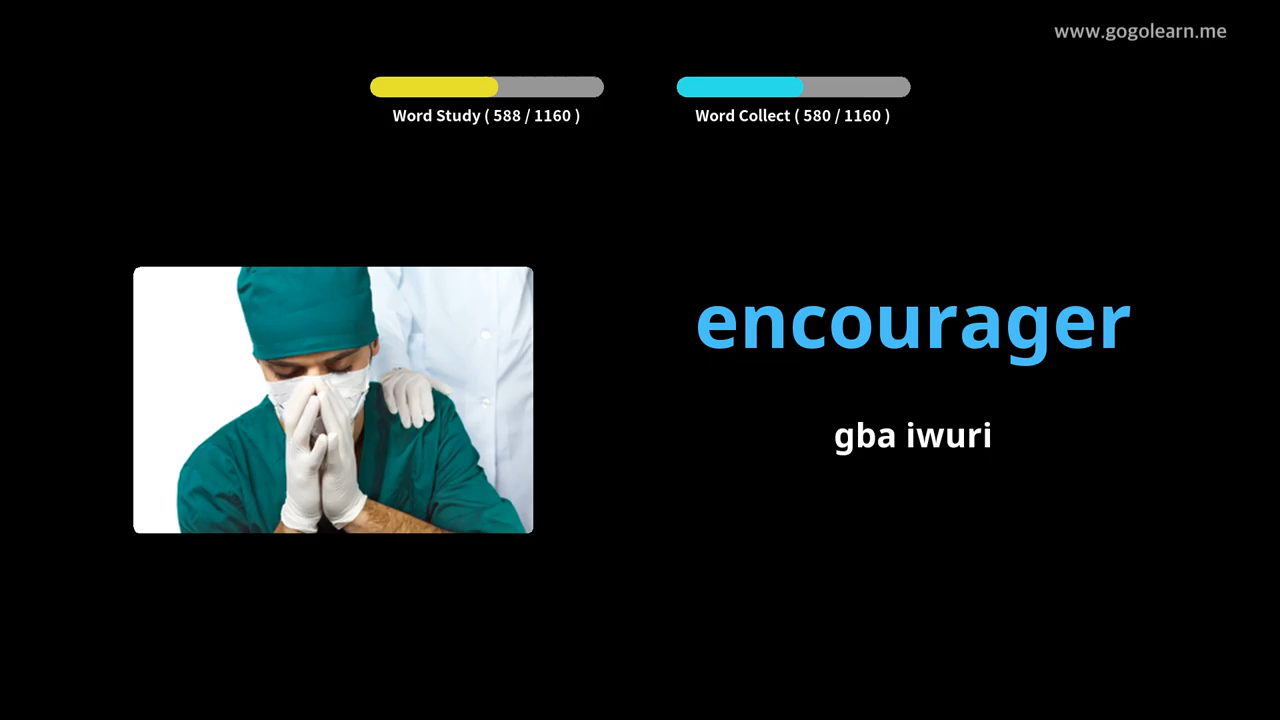 www.gogolearn.me
Word Study ( 588 / 1160 )
Word Collect ( 580 / 1160 )
encourager
gba iwuri